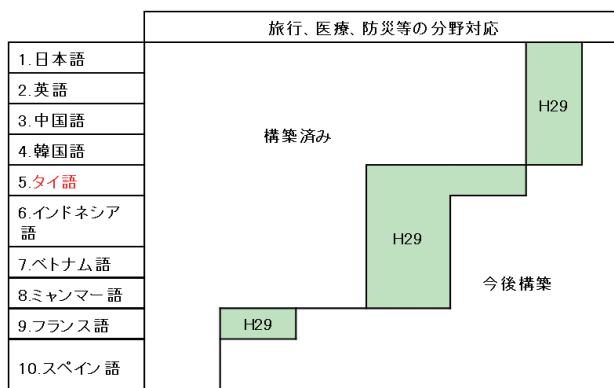 旅行、医療、防災等の分野対応
1.日本語
2.英語
3.中国語
4.韓国語
5.タイ語
6.インドネシア
語
7.ベトナム語
8.ミャンマー語
9.フランス語
10.スペイン語
構築済み
H29
H29
今後構築
H29